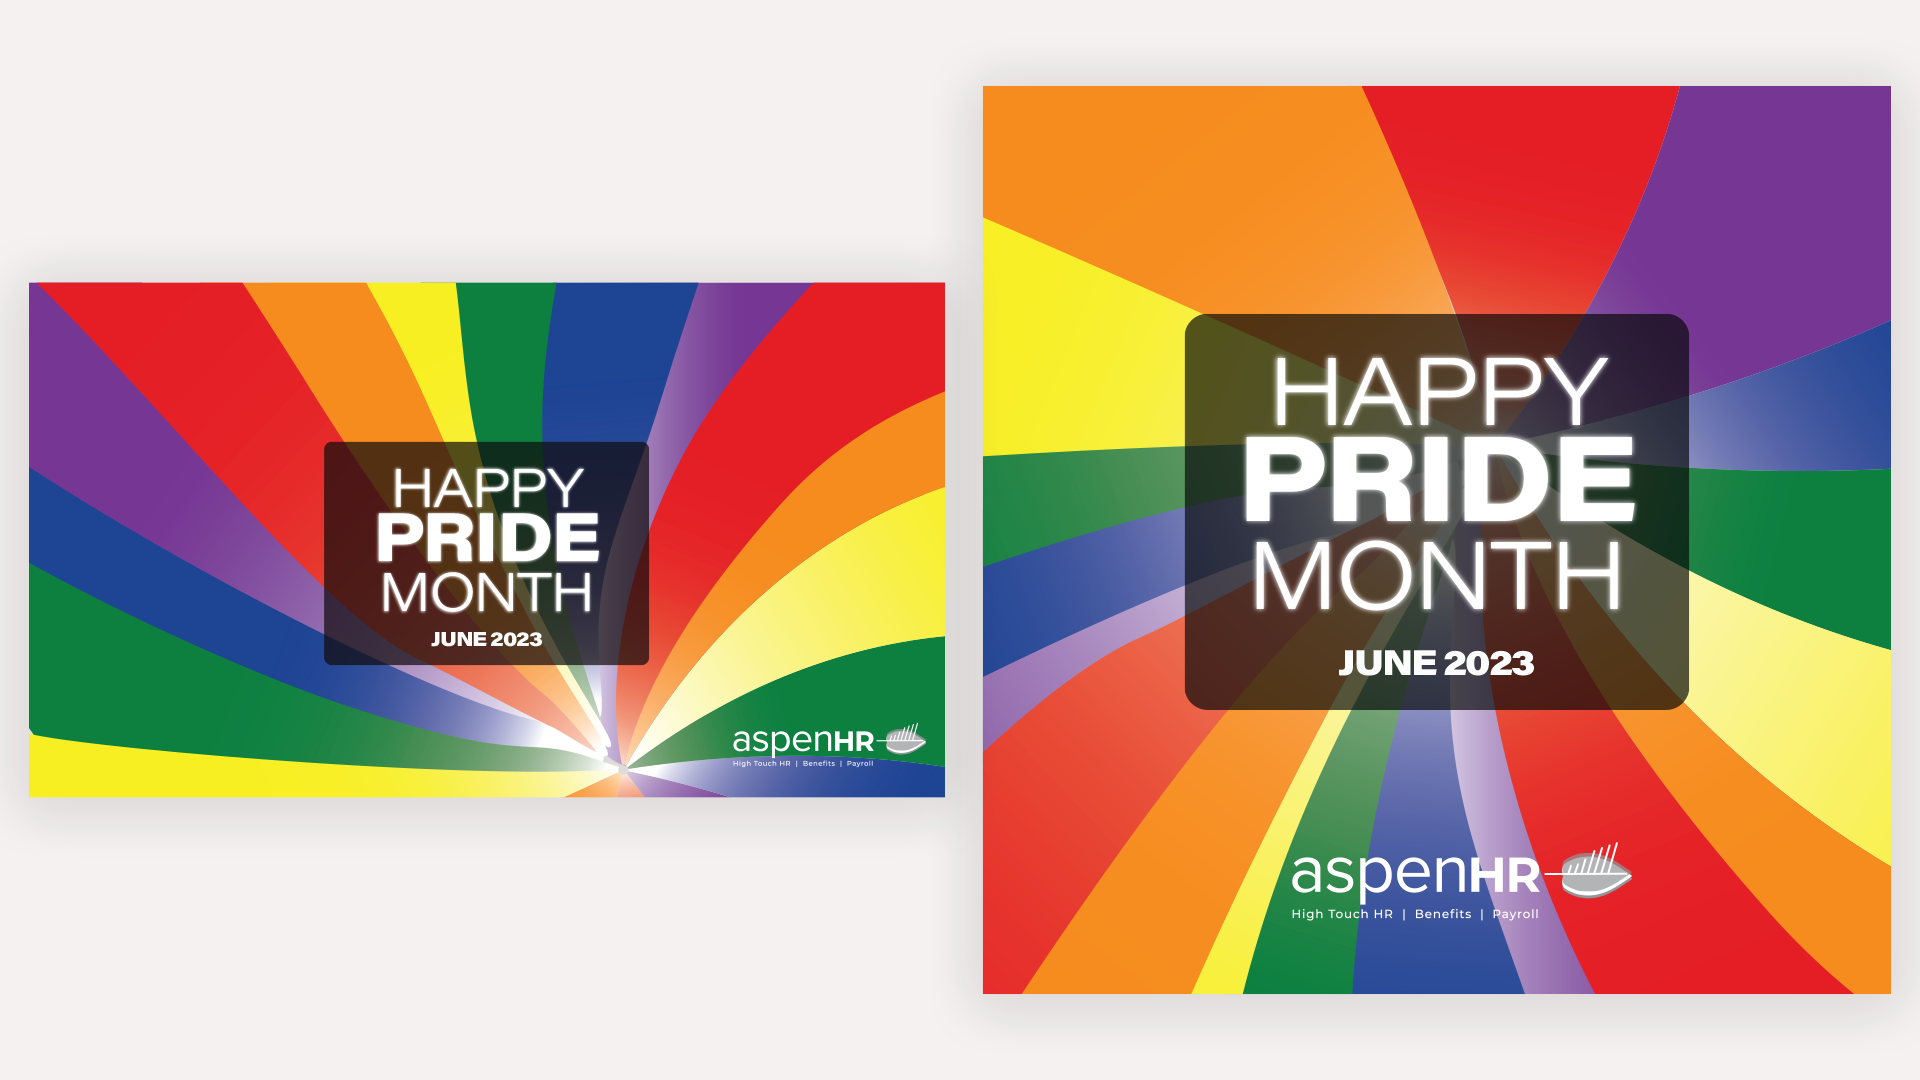 HAPPY
PRIDE
MONTH
JUNE 2023
aspenHR
High Touch HR | Benefits | Payroll
HAPPY
PRIDE
MONTH
JUNE 2023
aspenHR
High Touch HR | Benefits | Payroll